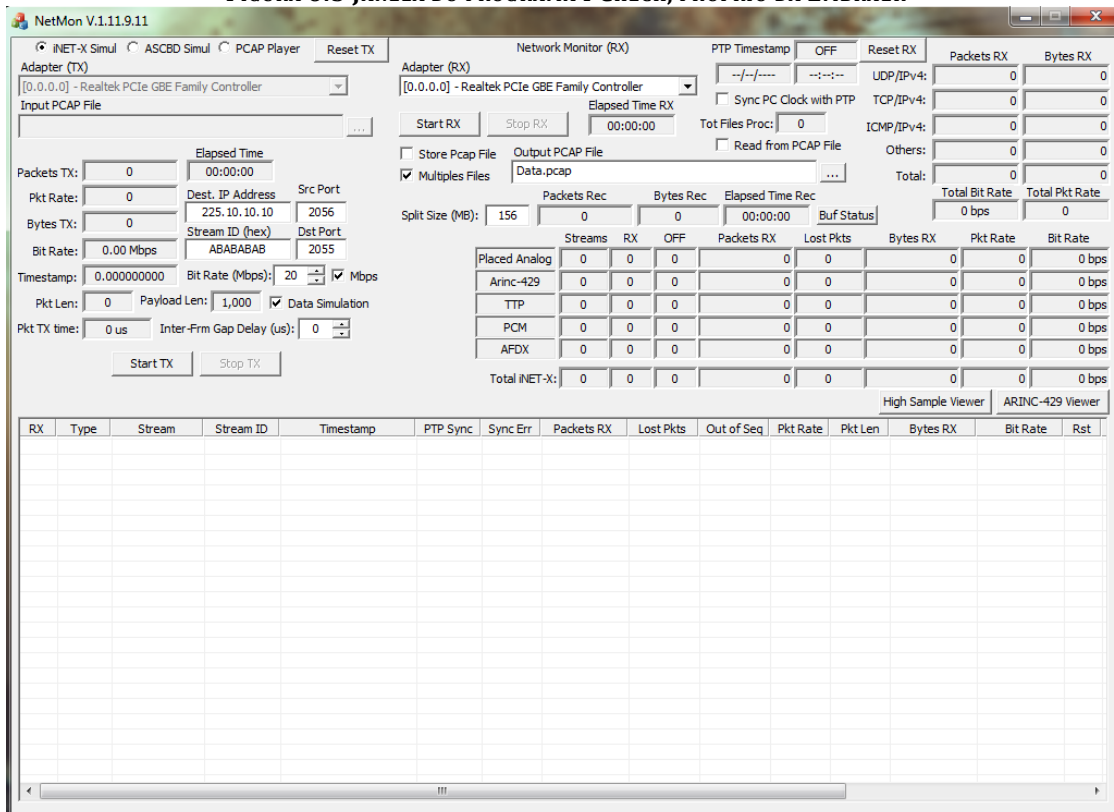 NetMon V.1.11.9.11
iNET-X Simul ASCBD Simul PCAP Player Reset TX
Adapter (TX)
[0.0.0.0] - Realtek PCIe GBE Family Controller
Input PCAP File
...
Elapsed Time
Packets TX: 0 00:00:00
Pkt Rate: 0 Dest. IP Address Src Port
225.10.10.10 2056
Bytes TX: 0 Stream ID (hex) Dst Port
Bit Rate: 0.00 Mbps ABABABAB 2055
Timestamp: 0.000000000 Bit Rate (Mbps): 20 Mbps
Pkt Len: 0 Payload Len: 1,000 Data Simulation
Pkt TX time: 0 us Inter-Frm Gap Delay (us): 0
Start TX Stop TX
Network Monitor (RX)
Adapter (RX)
[0.0.0.0] - Realtek PCIe GBE Family Controller
Elapsed Time RX
Start RX Stop RX 00:00:00
Store Pcap File Output PCAP File
Multiples Files Data.pcap ...
PTP Timestamp OFF Reset RX
--/--/---- --:--:--
Sync PC Clock with PTP
Tot Files Proc: 0
Read from PCAP File
Packets RX Bytes RX
UDP/IPv4: 0 0
TCP/IPv4: 0 0
ICMP/IPv4: 0 0
Others: 0 0
Total: 0 0
Total Bit Rate Total Pkt Rate
0 bps 0
Packets Rec Bytes Rec Elapsed Time Rec
Split Size (MB): 156 0 0 00:00:00 Buf Status
Streams RX OFF Packets RX Lost Pkts Bytes RX Pkt Rate Bit Rate
Placed Analog 0 0 0 0 0 0 0 0 bps
Arinc-429 0 0 0 0 0 0 0 0 bps
TTP 0 0 0 0 0 0 0 0 bps
PCM 0 0 0 0 0 0 0 0 bps
AFDX 0 0 0 0 0 0 0 0 bps
Total iNET-X: 0 0 0 0 0 0 0 0 bps
High Sample Viewer ARINC-429 Viewer
RX Type Stream Stream ID Timestamp PTP Sync Sync Err Packets RX Lost Pkts Out of Seq Pkt Rate Pkt Len Bytes RX Bit Rate Rst